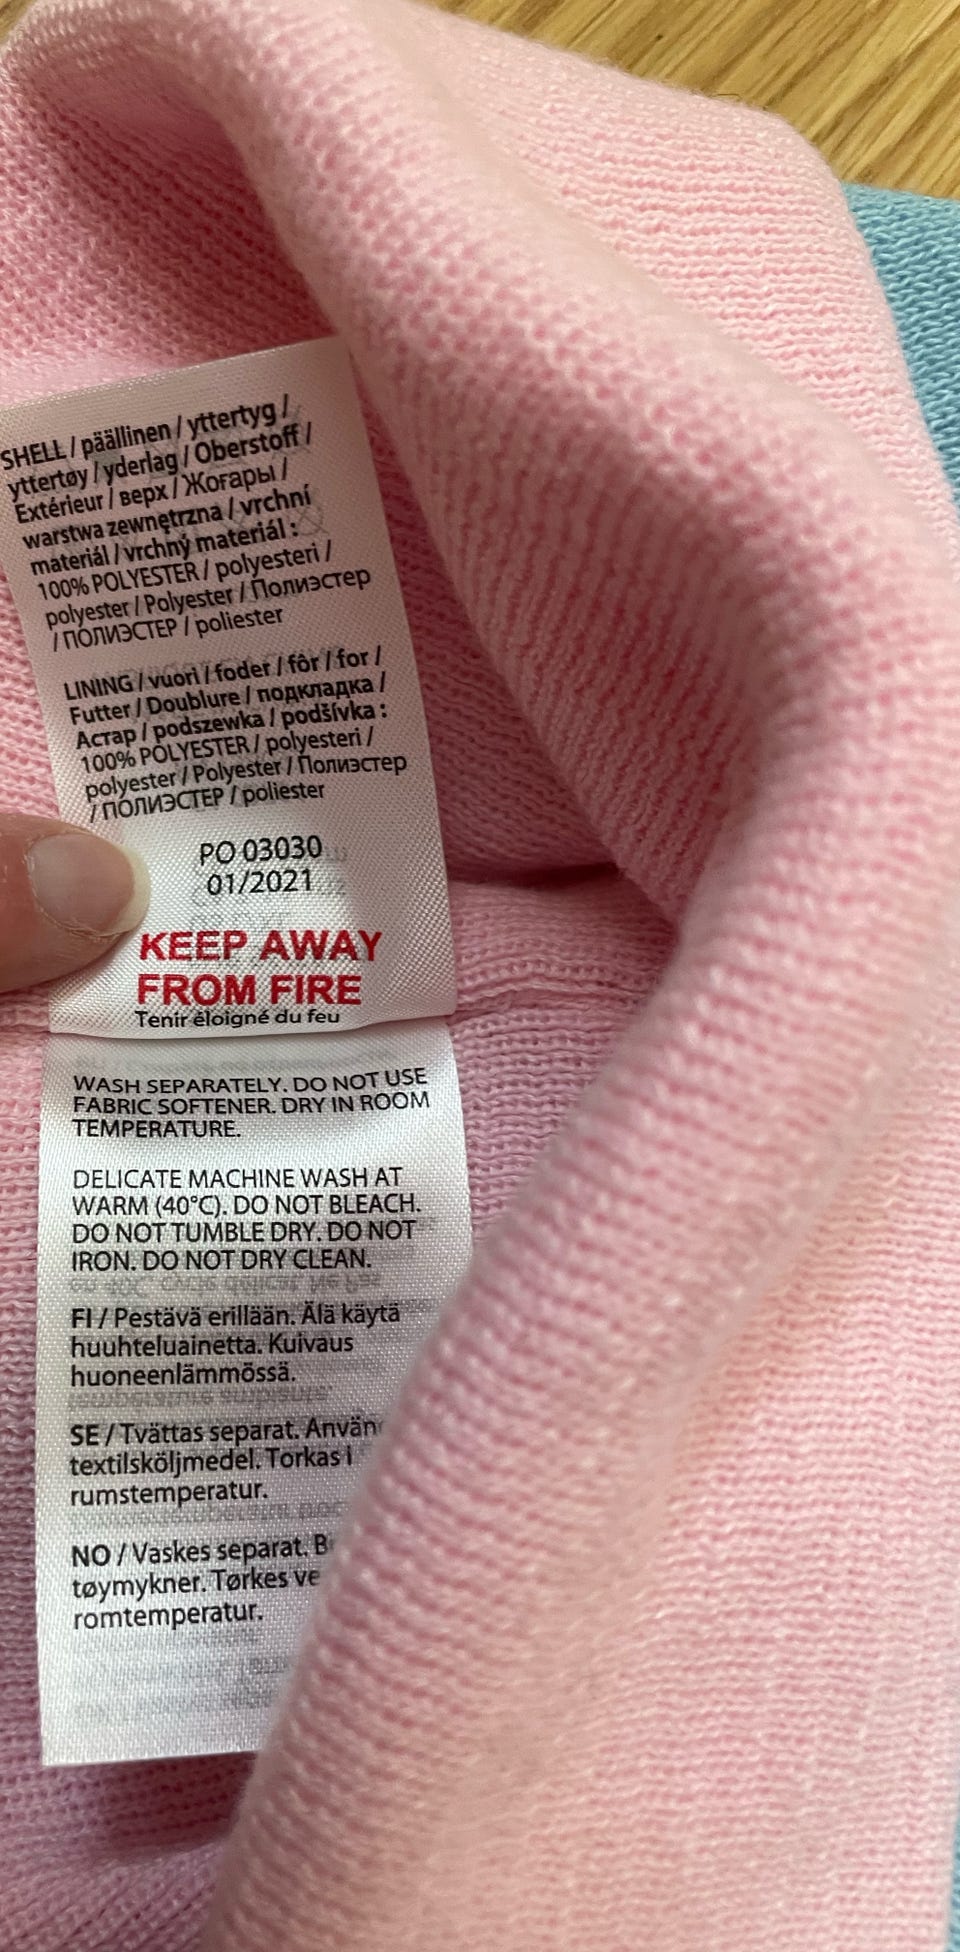 SHELL / päällinen / yttertyg /
yttertøy / yderlag / Oberstoff /
Extérieur / верх / Жоғары /
warstwa zewnętrzna / vrchní
materiál / vrchný materiál :
100% POLYESTER / polyesteri /
polyester / Polyester / Полиэстер
/ ПОЛИЭСТЕР / poliester
LINING / vuori / foder / fôr / for /
Futter / Doublure / подкладка /
Астар / podszewka / podšívka :
100% POLYESTER / polyesteri /
polyester / Polyester / Полиэстер
/ ПОЛИЭСТЕР / poliester
PO 03030
01/2021
KEEP AWAY
FROM FIRE
Tenir éloigné du feu
WASH SEPARATELY. DO NOT USE
FABRIC SOFTENER. DRY IN ROOM
TEMPERATURE.
DELICATE MACHINE WASH AT
WARM (40°C). DO NOT BLEACH.
DO NOT TUMBLE DRY. DO NOT
IRON. DO NOT DRY CLEAN.
FI / Pestävä erillään. Älä käytä
huuhteluainetta. Kuivaus
huoneenlämmössä.
SE / Tvättas separat. Använ
textilsköljmedel. Torkas i
rumstemperatur.
NO / Vaskes separat.
tøymykner. Tørkes ve
romtemperatur.